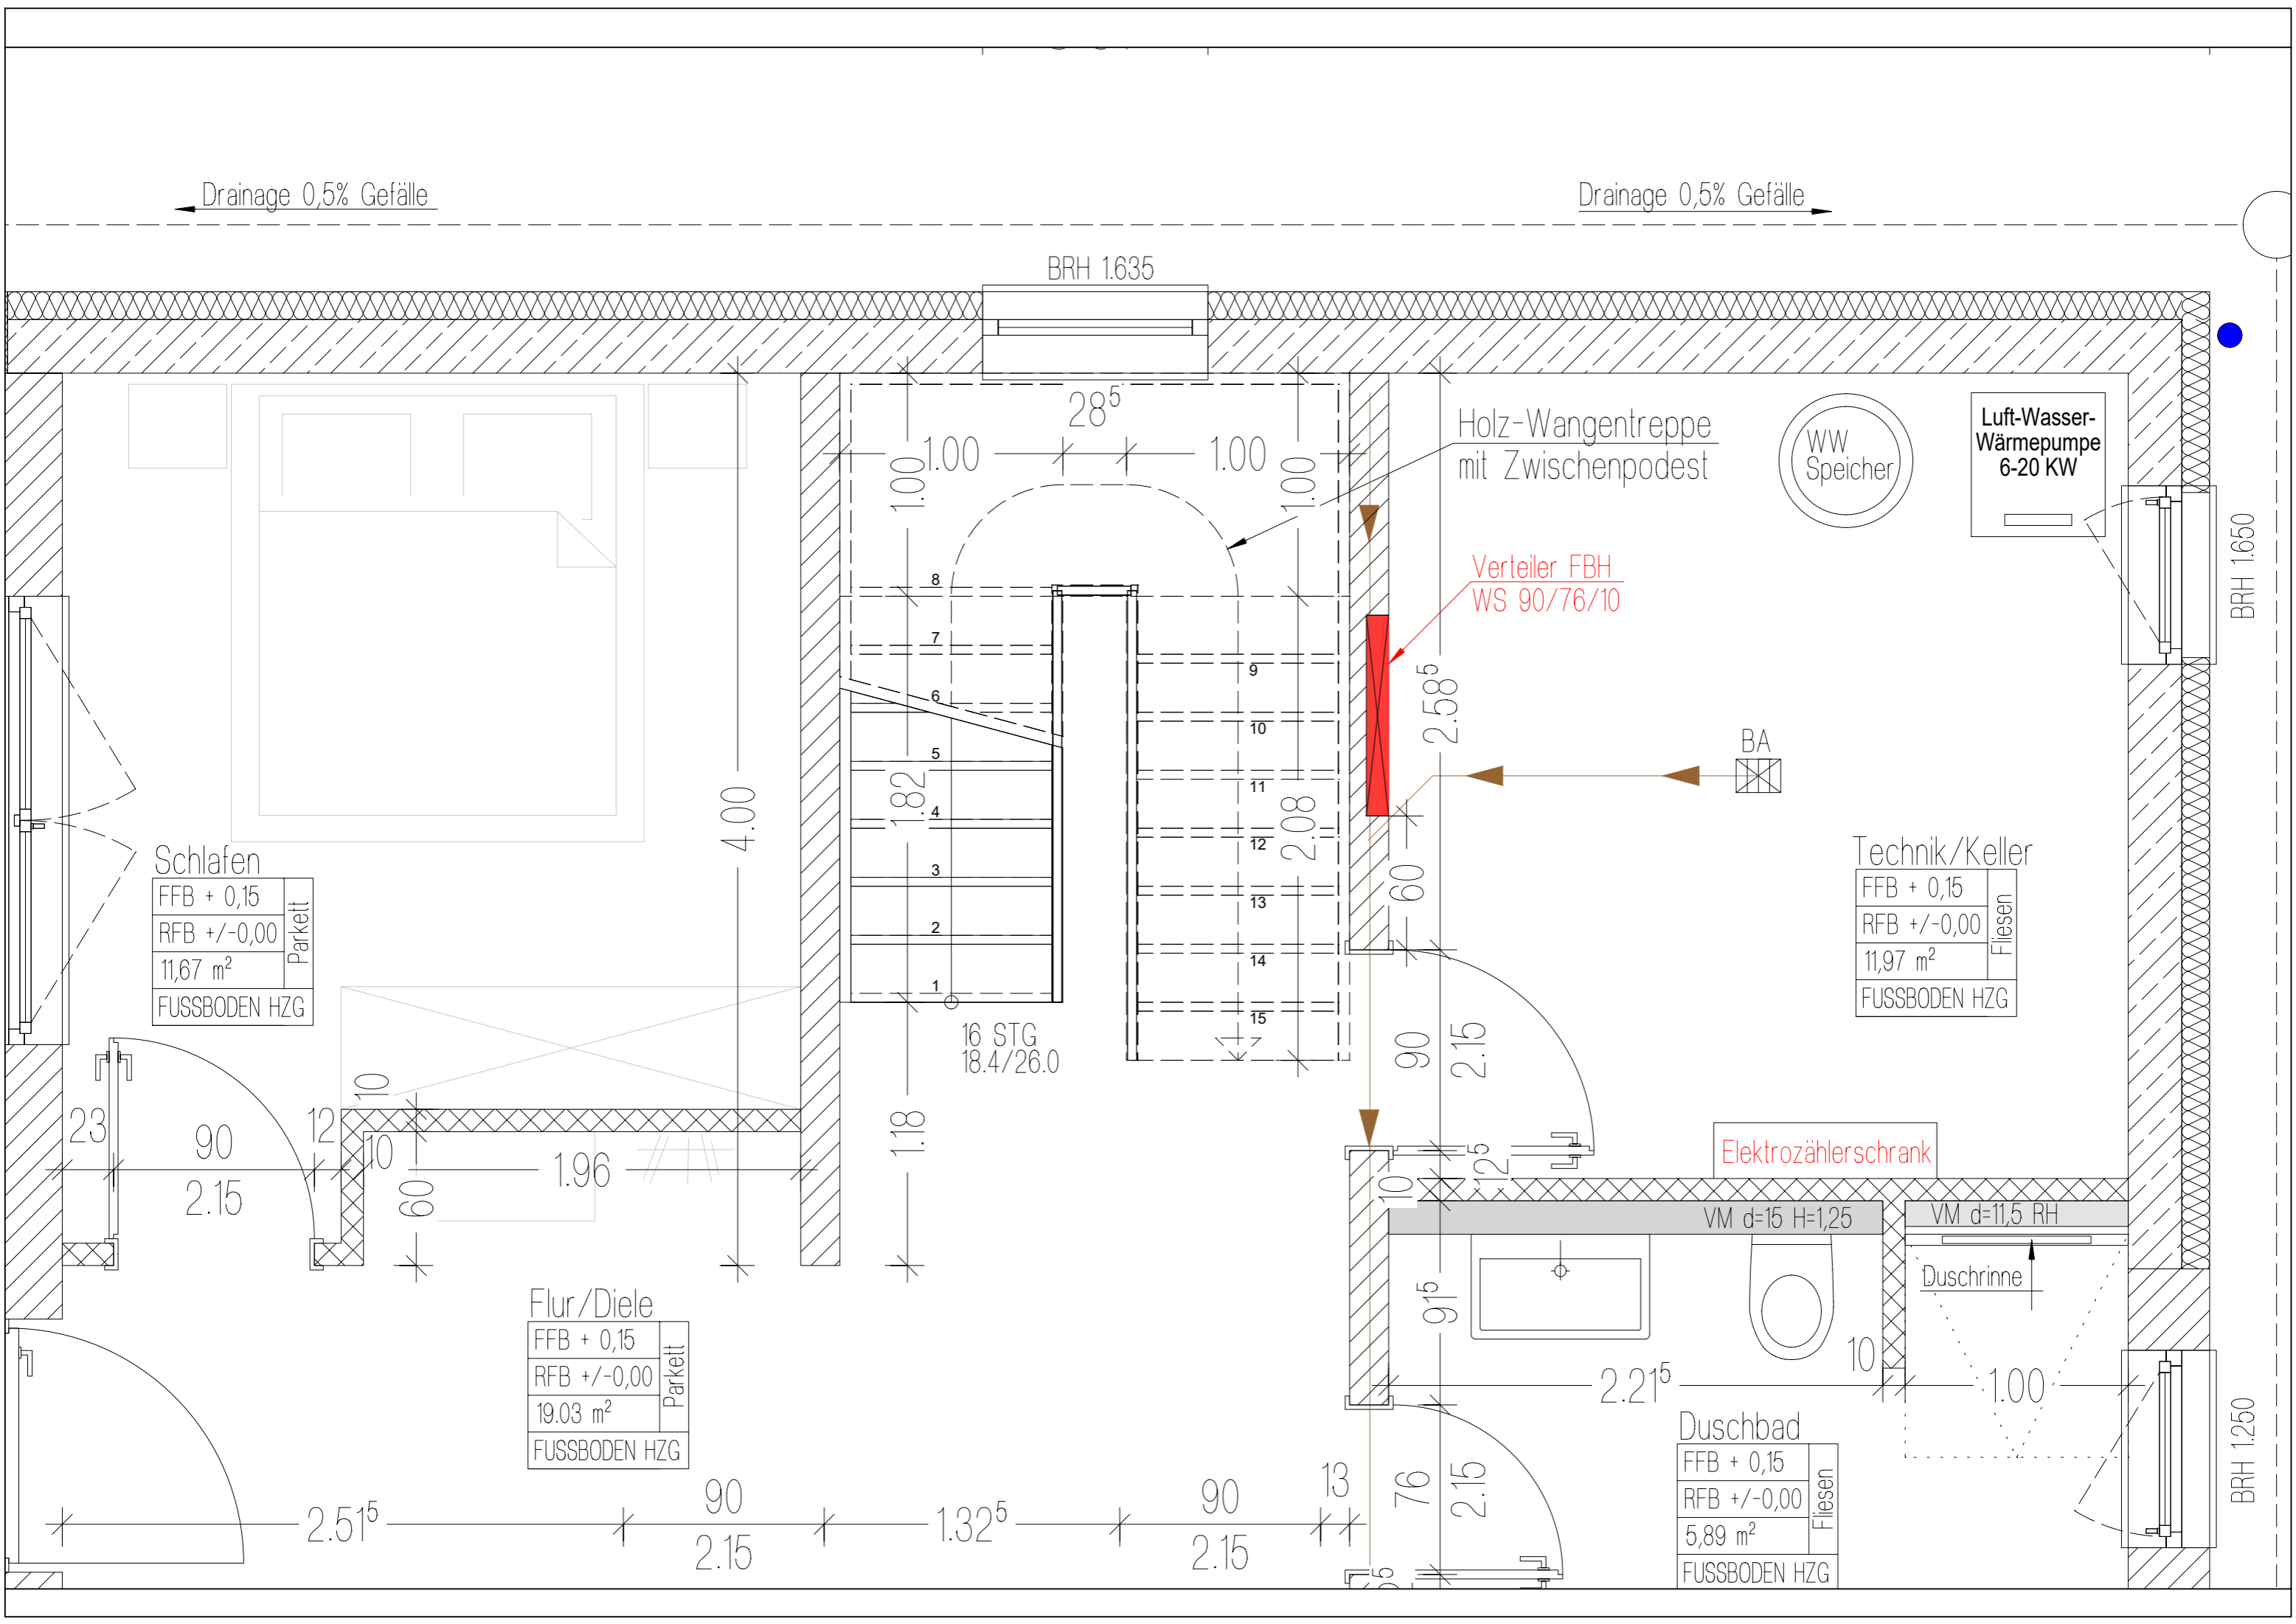 Drainage 0,5% Gefälle
Drainage 0,5% Gefälle
BRH 1.635
28⁵
1.00
1.00
1.00
1.00
Holz-Wangentreppe
mit Zwischenpodest
WW
Speicher
Luft-Wasser-
Wärmepumpe
6-20 KW
BRH 1.650
Verteiler FBH
WS 90/76/10
8
7
6
5
4
3
2
1
9
10
11
12
13
14
15
1.82
2.08
4.00
2.58⁵
60
BA
16 STG
18.4/26.0
1.18
Schlafen
FFB + 0,15
RFB +/-0,00
11,67 m²
Parkett
FUSSBODEN HZG
Technik/Keller
FFB + 0,15
RFB +/-0,00
11,97 m²
Fliesen
FUSSBODEN HZG
90
2.15
23
90
2.15
12
10
10
60
1.96
12⁵
10
Elektrozählerschrank
VM d=15 H=1,25
VM d=11,5 RH
Duschrinne
91⁵
10
2.21⁵
1.00
Flur/Diele
FFB + 0,15
RFB +/-0,00
19.03 m²
Parkett
FUSSBODEN HZG
Duschbad
FFB + 0,15
RFB +/-0,00
5,89 m²
Fliesen
FUSSBODEN HZG
BRH 1.250
76
2.15
2.51⁵
90
2.15
1.32⁵
90
2.15
13